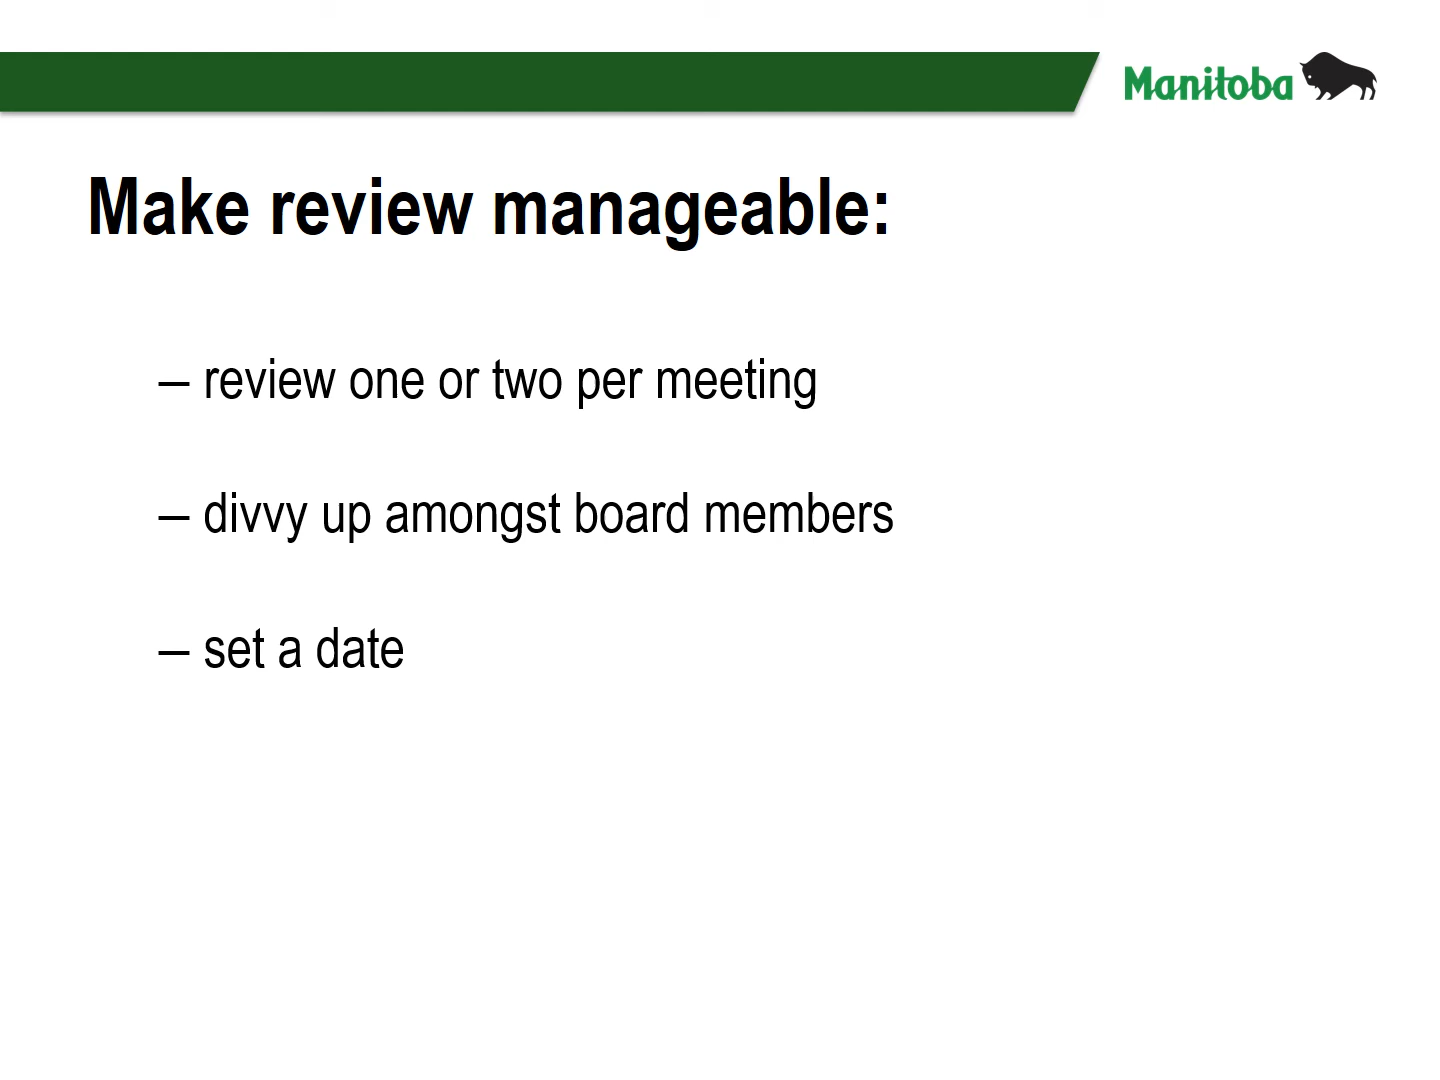 Manitoba
Make review manageable:
– review one or two per meeting
– divvy up amongst board members
– set a date